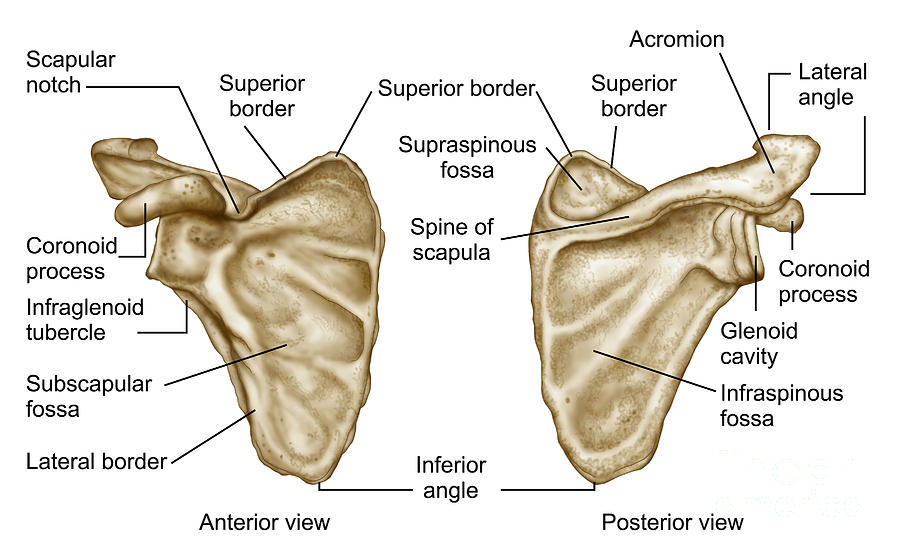 Acromion
Scapular
notch
Superior
border
Superior border
Superior
border
Lateral
angle
Supraspinous
fossa
Spine of
scapula
Coronoid
process
Infraglenoid
tubercle
Coronoid
process
Glenoid
cavity
Subscapular
fossa
Infraspinous
fossa
Lateral border
Inferior
angle
Anterior view
Posterior view